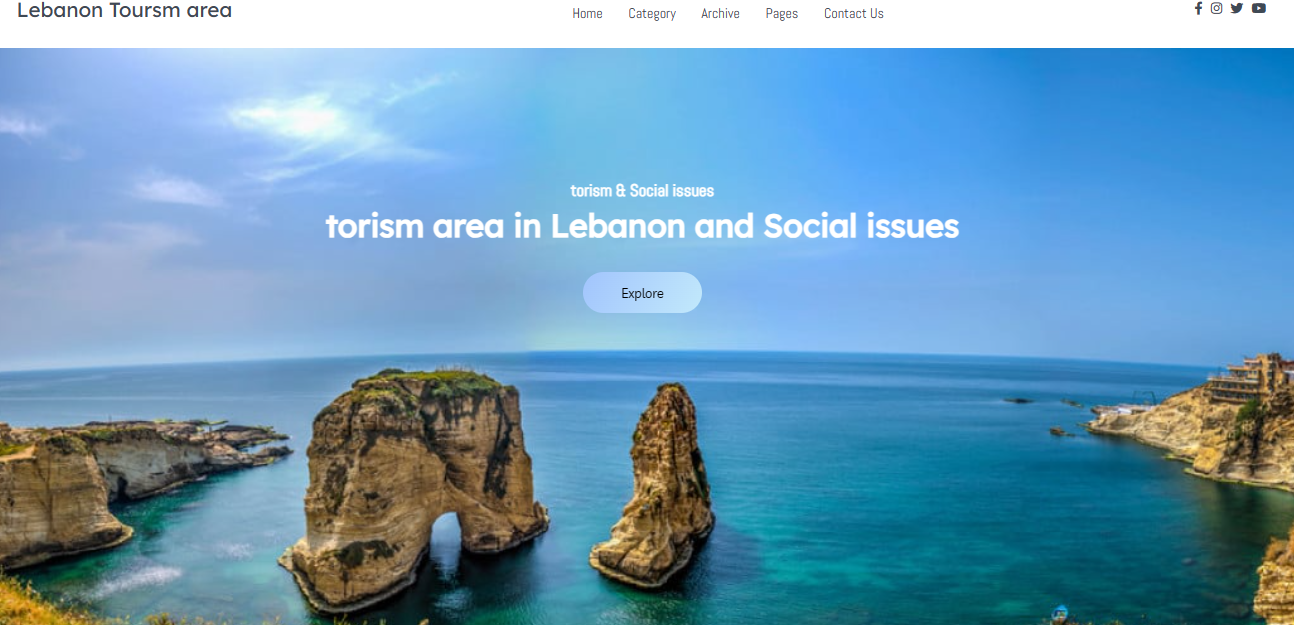 Lebanon Toursm area
Home Category Archive Pages Contact Us
torism & Social issues
torism area in Lebanon and Social issues
Explore